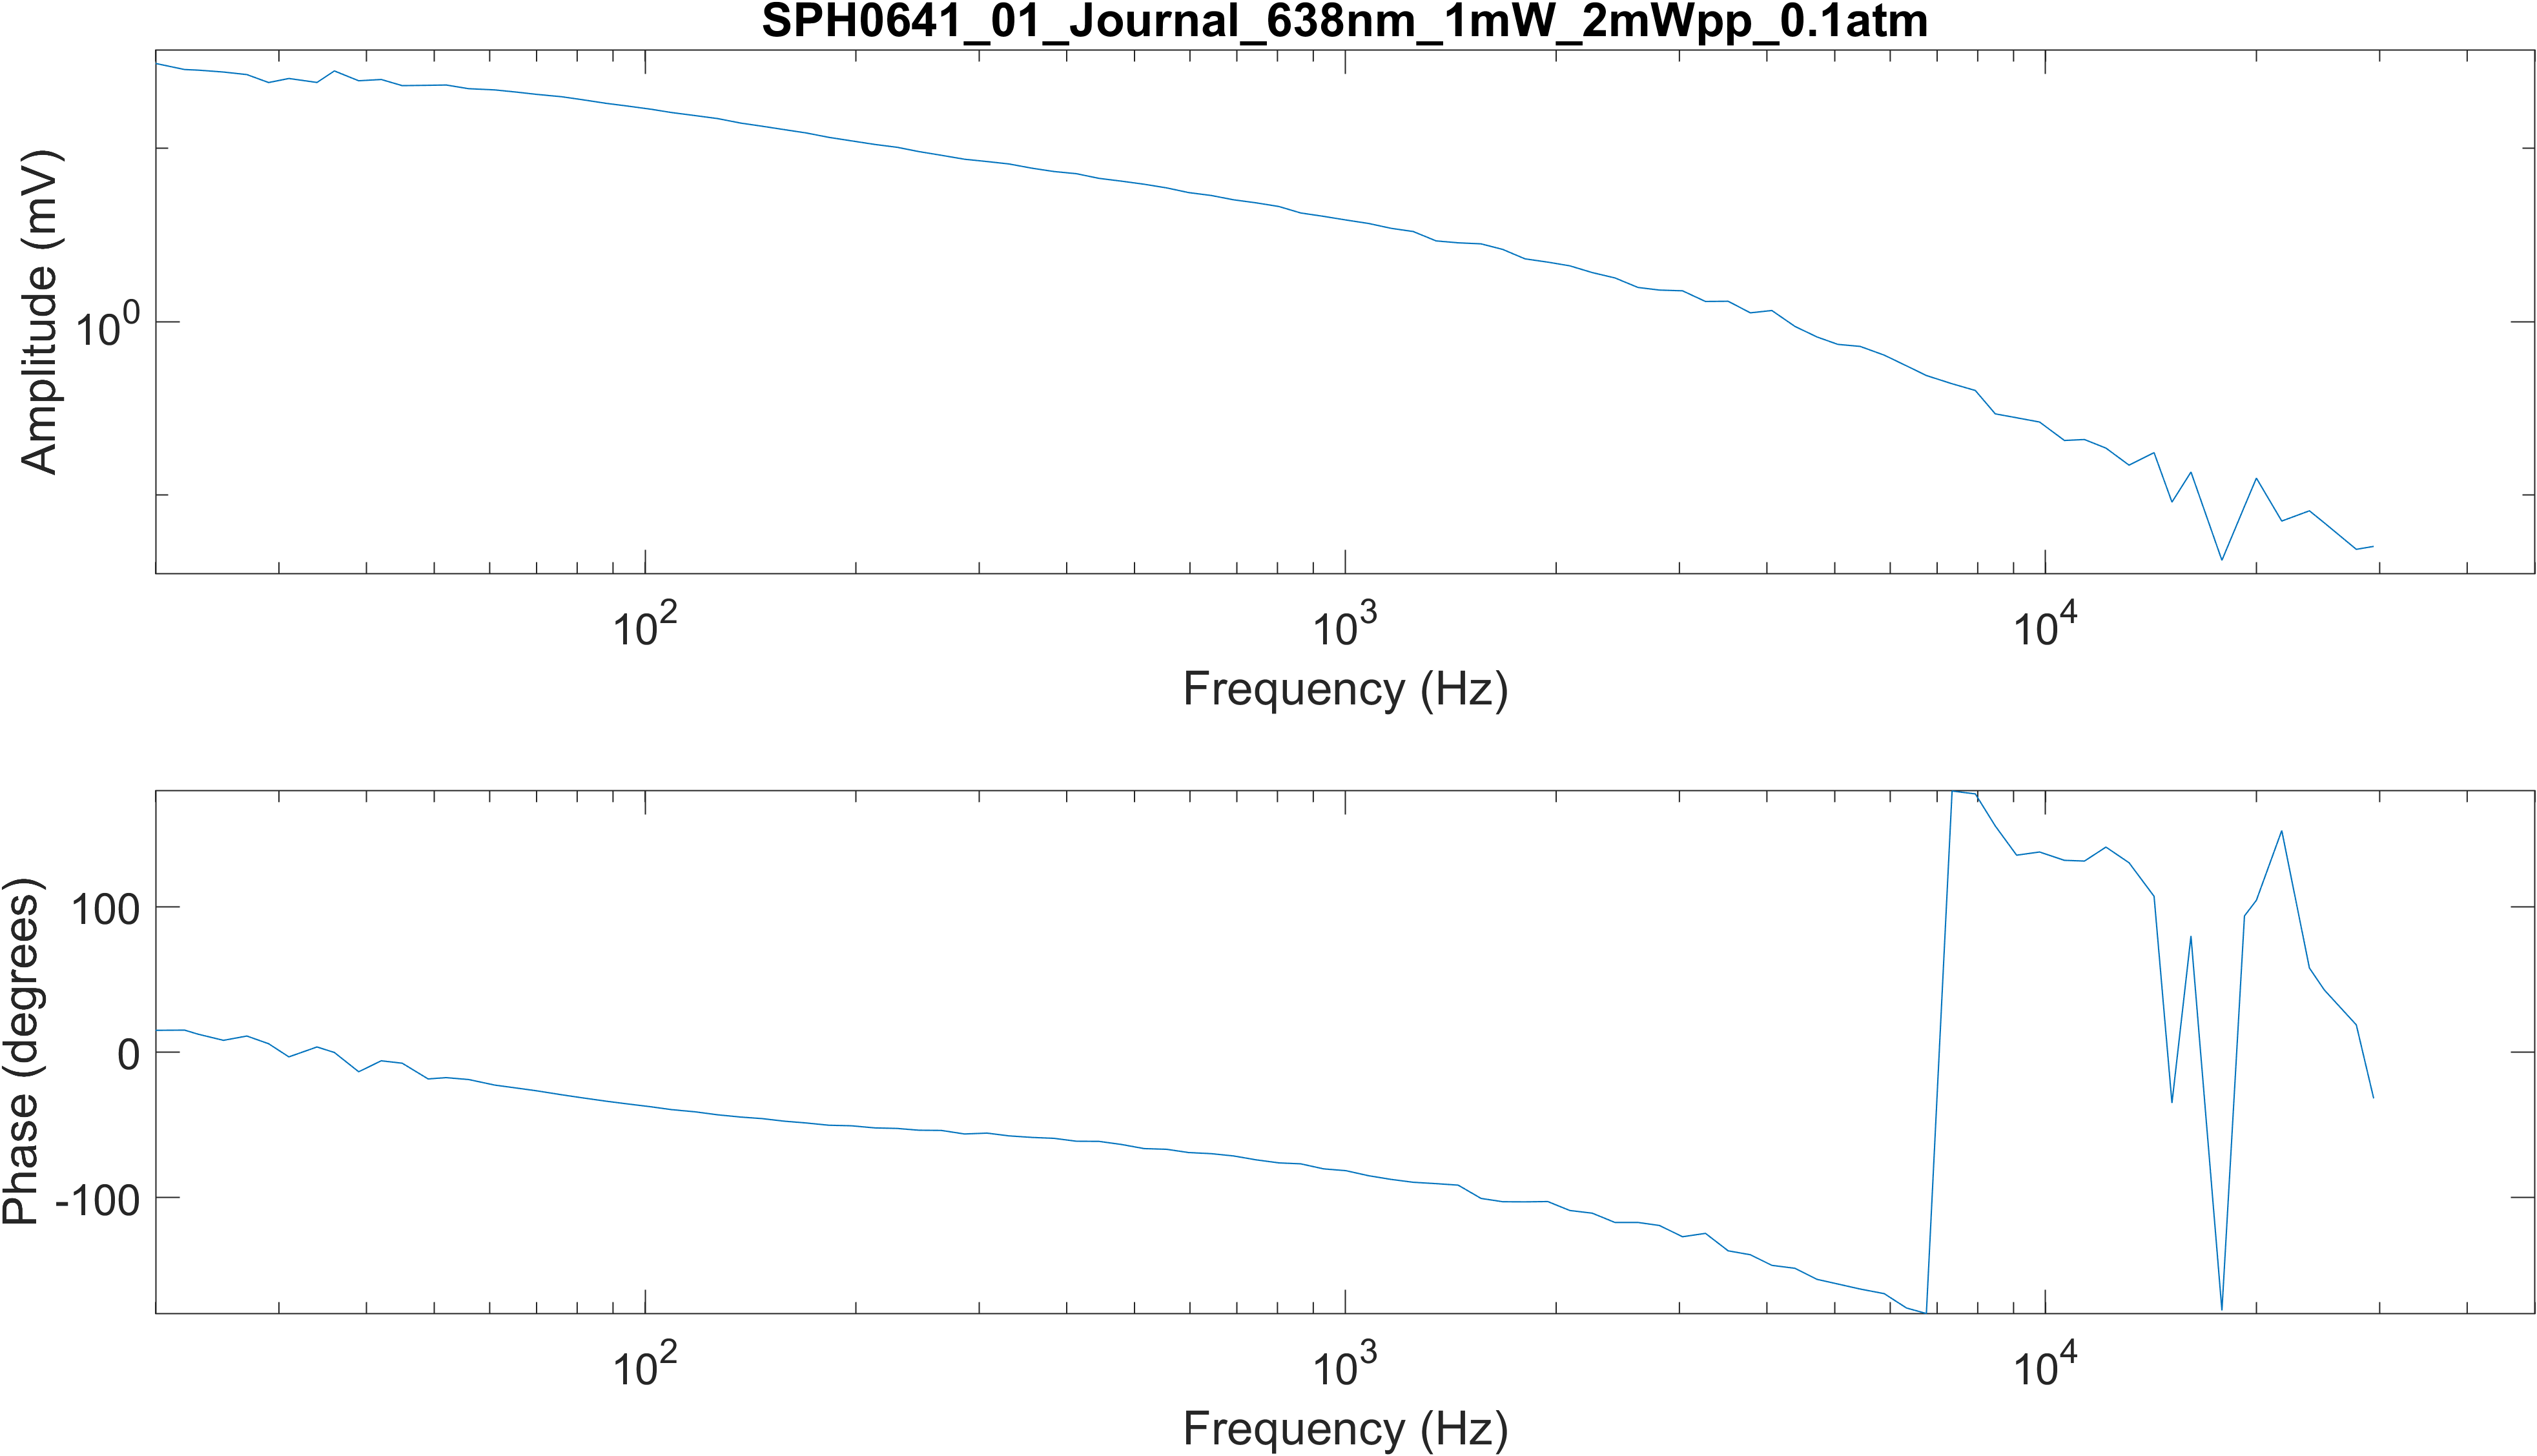 SPH0641_01_Journal_638nm_1mW_2mWpp_0.1atm
Amplitude (mV)
10^0
10^2
10^3
10^4
Frequency (Hz)
Phase (degrees)
100
0
-100
10^2
10^3
10^4
Frequency (Hz)